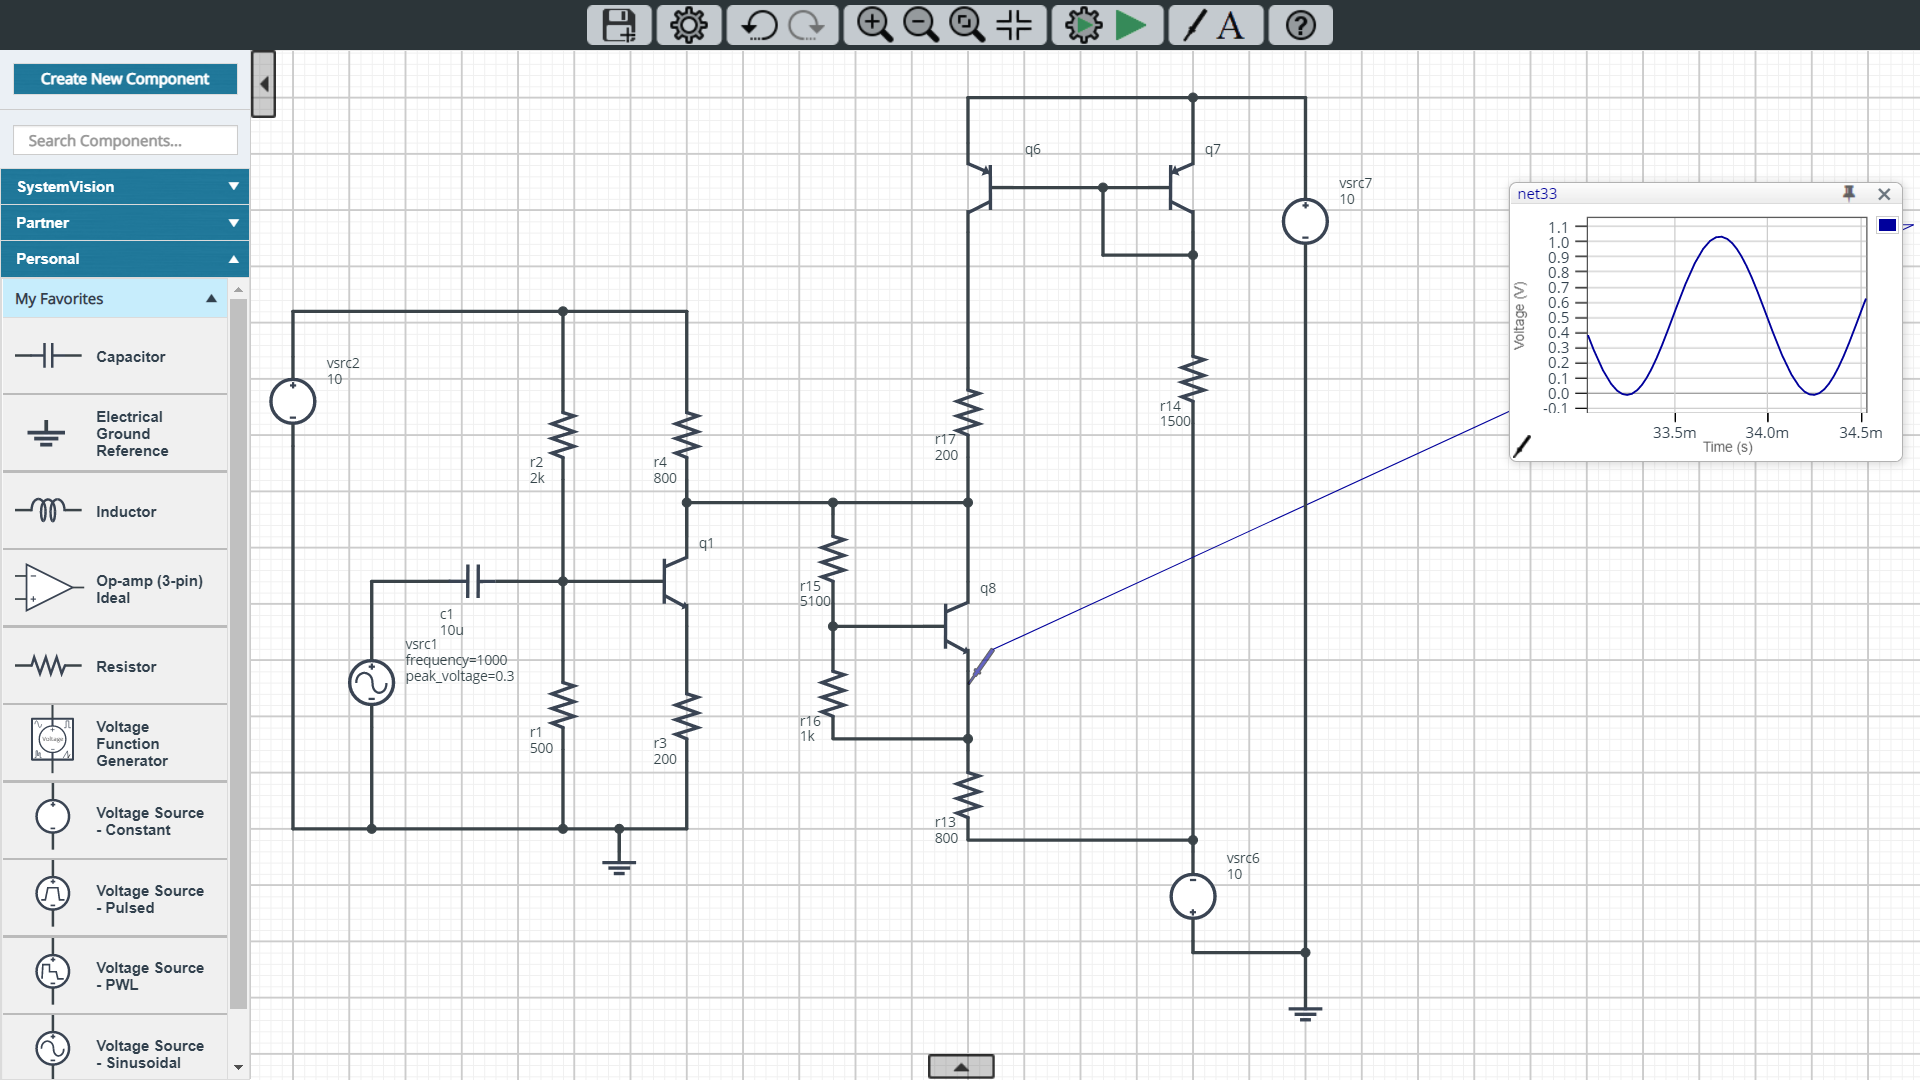 Create New Component
Search Components...
SystemVision
Partner
Personal
My Favorites
Capacitor
Electrical
Ground
Reference
Inductor
Op-amp (3-pin)
Ideal
Resistor
Voltage
Function
Generator
Voltage Source
- Constant
Voltage Source
- Pulsed
Voltage Source
- PWL
Voltage Source
- Sinusoidal
A
?
q6
q7
vsrc7
10
vsrc2
10
r2
2k
r4
800
r17
200
r14
1500
q1
c1
10u
vsrc1
frequency=1000
peak_voltage=0.3
r15
5100
q8
r16
1k
r1
500
r3
200
r13
800
vsrc6
10
net33
Voltage (V)
1.1
1.0
0.9
0.8
0.7
0.6
0.5
0.4
0.3
0.2
0.1
0.0
-0.1
33.5m
34.0m
34.5m
Time (s)